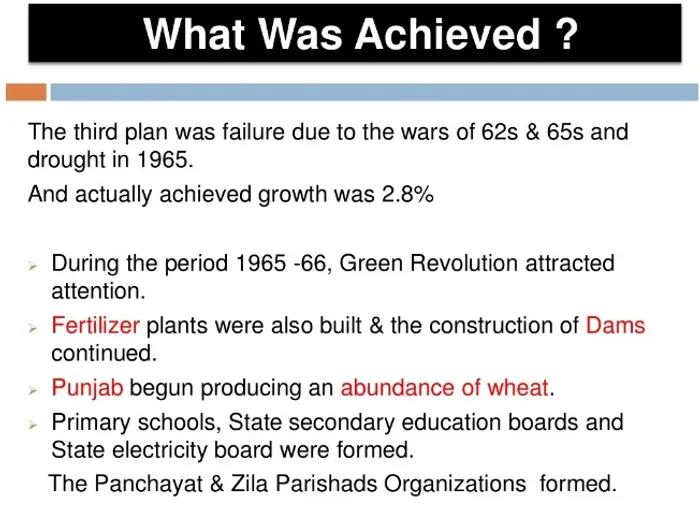 What Was Achieved ?
The third plan was failure due to the wars of 62s & 65s and
drought in 1965.
And actually achieved growth was 2.8%
During the period 1965 -66, Green Revolution attracted
attention.
Fertilizer plants were also built & the construction of Dams
continued.
Punjab begun producing an abundance of wheat.
Primary schools, State secondary education boards and
State electricity board were formed.
The Panchayat & Zila Parishads Organizations formed.